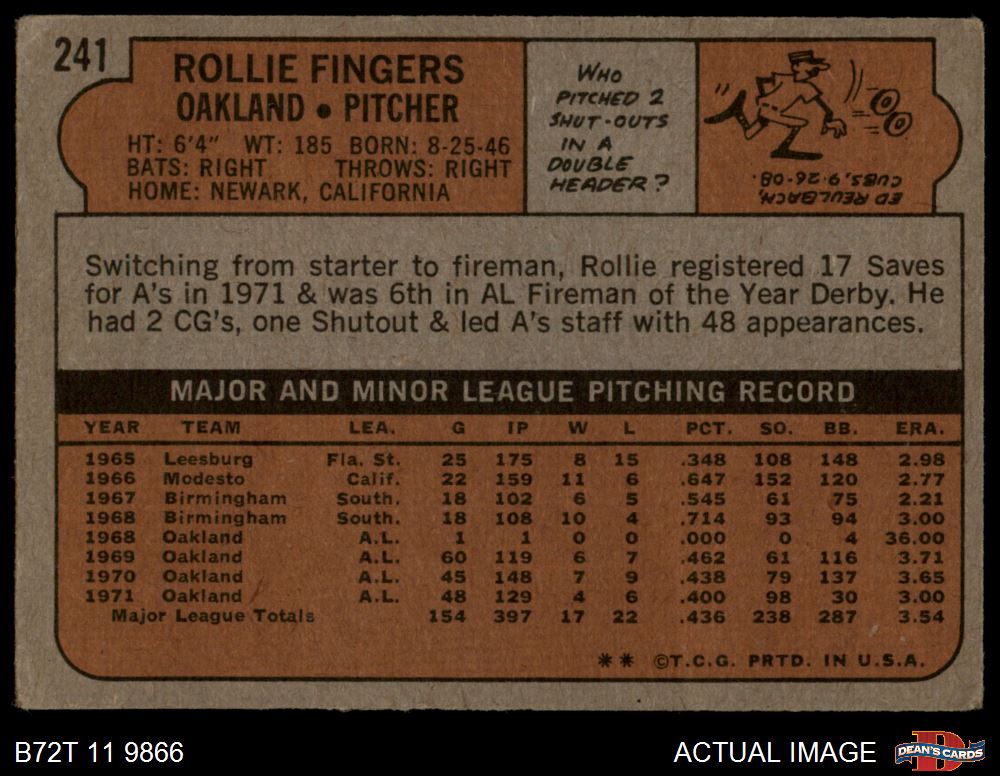 241
ROLLIE FINGERS
OAKLAND • PITCHER
HT: 6'4" WT: 185 BORN: 8-25-46
BATS: RIGHT THROWS: RIGHT
HOME: NEWARK, CALIFORNIA
WHO
PITCHED 2
SHUT-OUTS
IN A
DOUBLE
HEADER?
ED REULBACH,
CUBS, 9-26-08.
Switching from starter to fireman, Rollie registered 17 Saves
for A's in 1971 & was 6th in AL Fireman of the Year Derby. He
had 2 CG's, one Shutout & led A's staff with 48 appearances.
MAJOR AND MINOR LEAGUE PITCHING RECORD
YEAR TEAM LEA. G IP W L PCT. SO. BB. ERA.
1965 Leesburg Fla. St. 25 175 8 15 .348 108 148 2.98
1966 Modesto Calif. 22 159 11 6 .647 152 120 2.77
1967 Birmingham South. 18 102 6 5 .545 61 75 2.21
1968 Birmingham South. 18 108 10 4 .714 93 94 3.00
1968 Oakland A.L. 1 1 0 0 .000 0 4 36.00
1969 Oakland A.L. 60 119 6 7 .462 61 116 3.71
1970 Oakland A.L. 45 148 7 9 .438 79 137 3.65
1971 Oakland A.L. 48 129 4 6 .400 98 30 3.00
Major League Totals 154 397 17 22 .436 238 287 3.54
** ©T.C.G. PRTD. IN U.S.A.
B72T 11 9866
ACTUAL IMAGE
DEAN'S CARDS